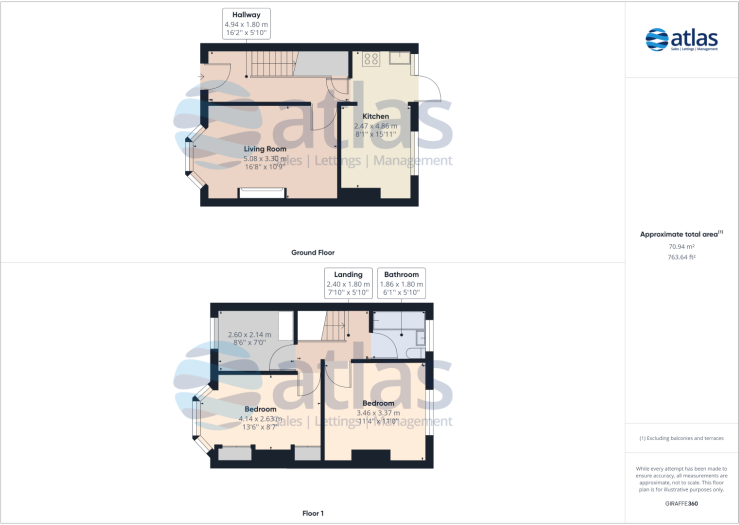 Hallway
4.94 x 1.80 m
16'2" x 5'10"
Kitchen
2.47 x 4.86 m
8'1" x 15'11"
Living Room
5.08 x 3.30 m
16'8" x 10'9"
atlas
Sales | Lettings | Management
Ground Floor
Landing
2.40 x 1.80 m
7'10" x 5'10"
Bathroom
1.86 x 1.80 m
6'1" x 5'10"
2.60 x 2.14 m
8'6" x 7'0"
Bedroom
4.14 x 2.63 m
13'6" x 8'7"
Bedroom
3.46 x 3.37 m
11'4" x 11'0"
atlas
Sales | Lettings | Management
Floor 1
atlas
Sales | Lettings | Management
Approximate total area(1)
70.94 m²
763.64 ft²
(1) Excluding balconies and terraces
While every attempt has been made to
ensure accuracy, all measurements are
approximate, not to scale. This floor
plan is for illustrative purposes only.
GIRAFFE360